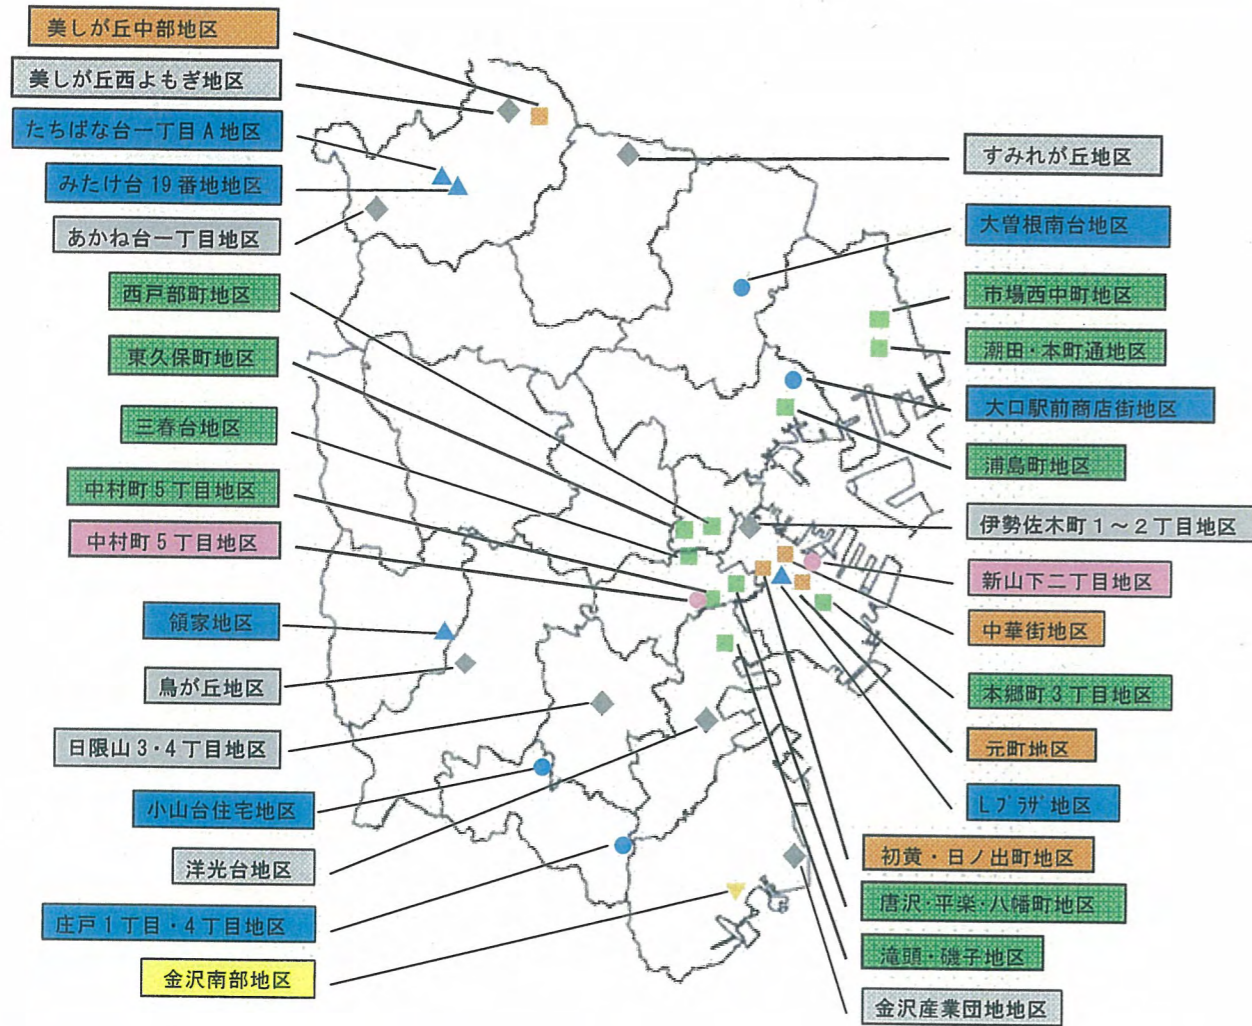 美しが丘中部地区
美しが丘西よもぎ地区
たちばな台一丁目A地区
みたけ台19番地地区
あかね台一丁目地区
西戸部町地区
東久保町地区
三春台地区
中村町5丁目地区
中村町5丁目地区
領家地区
鳥が丘地区
日限山3・4丁目地区
小山台住宅地区
洋光台地区
庄戸1丁目・4丁目地区
金沢南部地区
すみれが丘地区
大曽根南台地区
市場西中町地区
潮田・本町通地区
大口駅前商店街地区
浦島町地区
伊勢佐木町1～2丁目地区
新山下二丁目地区
中華街地区
本郷町3丁目地区
元町地区
Lプラザ地区
初黄・日ノ出町地区
唐沢・平楽・八幡町地区
滝頭・磯子地区
金沢産業団地地区